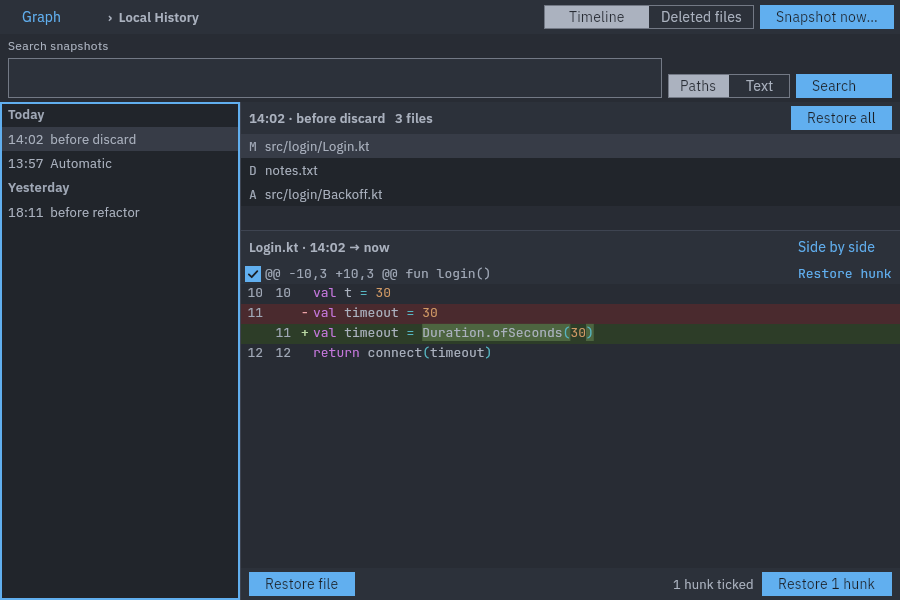 Graph › Local History Timeline Deleted files Snapshot now...
Search snapshots
Paths Text Search
Today
14:02 before discard
13:57 Automatic
Yesterday
18:11 before refactor
14:02 · before discard 3 files Restore all
M src/login/Login.kt
D notes.txt
A src/login/Backoff.kt
Login.kt · 14:02 → now Side by side
@@ -10,3 +10,3 @@ fun login() Restore hunk
10 10 val t = 30
11 - val timeout = 30
11 + val timeout = Duration.ofSeconds(30)
12 12 return connect(timeout)
Restore file 1 hunk ticked Restore 1 hunk